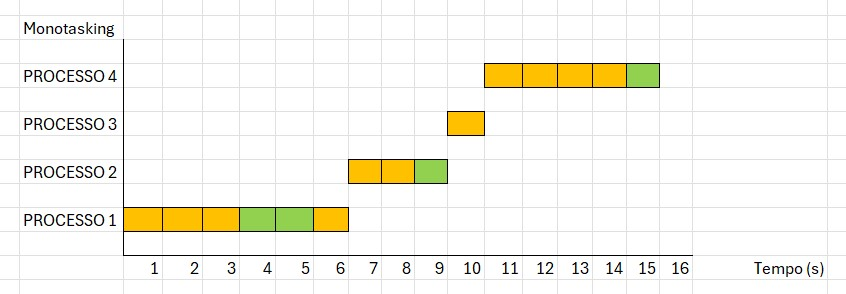 Monotasking
PROCESSO 4
PROCESSO 3
PROCESSO 2
PROCESSO 1
1 2 3 4 5 6 7 8 9 10 11 12 13 14 15 16 Tempo (s)